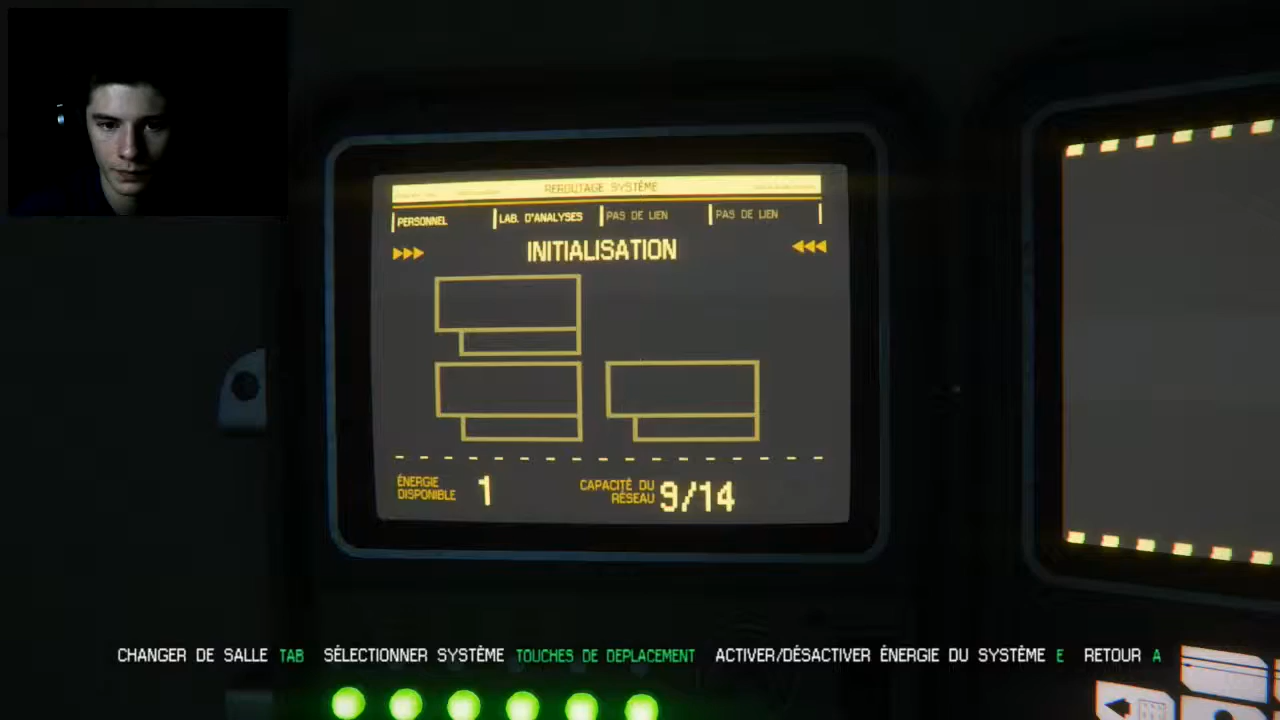 REROUTAGE SYSTÈME
PERSONNEL LAB. D'ANALYSES PAS DE LIEN PAS DE LIEN
INITIALISATION
ÉNERGIE DISPONIBLE 1 CAPACITÉ DU RÉSEAU 9/14
CHANGER DE SALLE TAB SÉLECTIONNER SYSTÈME TOUCHES DE DEPLACEMENT ACTIVER/DÉSACTIVER ÉNERGIE DU SYSTÈME E RETOUR A